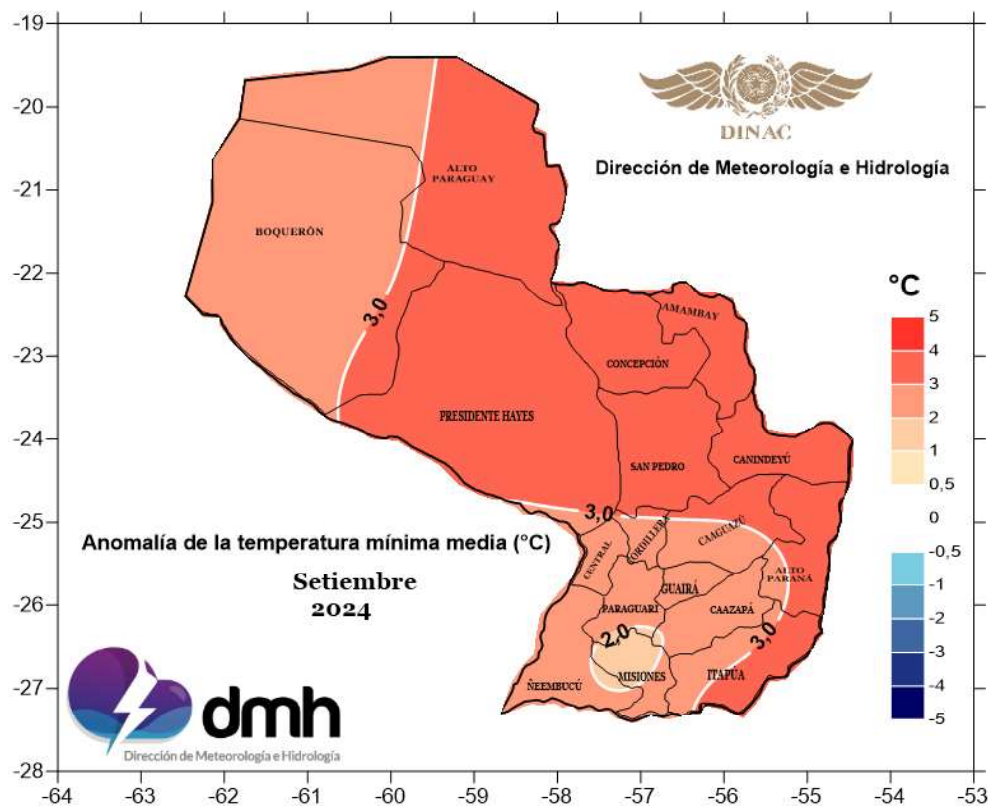 -19
-20
-21
-22
-23
-24
-25
-26
-27
-28
-64
-63
-62
-61
-60
-59
-58
-57
-56
-55
-54
-53
DINAC
Dirección de Meteorología e Hidrología
ALTO
PARAGUAY
BOQUERÓN
3,0
AMAMBAY
CONCEPCIÓN
PRESIDENTE HAYES
SAN PEDRO
CANINDEYÚ
3,0
CENTRAL
CORDILLERA
CAAGUAZÚ
ALTO
PARANÁ
GUAIRÁ
PARAGUARÍ
CAAZAPÁ
2,0
3,0
MISIONES
ITAPÚA
ÑEEMBUCÚ
°C
5
4
3
2
1
0,5
0
-0,5
-1
-2
-3
-4
-5
Anomalía de la temperatura mínima media (°C)
Setiembre
2024
dmh
Dirección de Meteorología e Hidrología